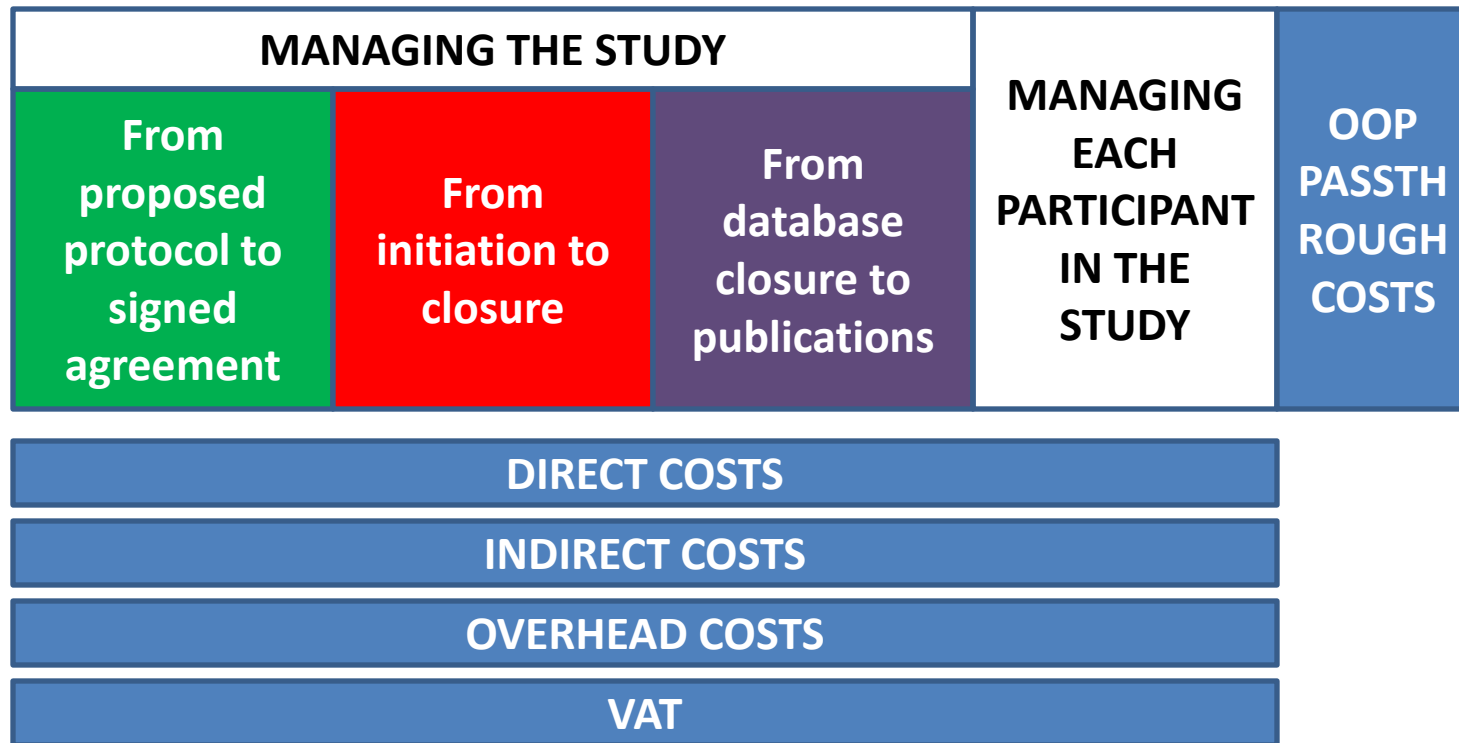 MANAGING THE STUDY
From
proposed
protocol to
signed
agreement
From
initiation to
closure
From
database
closure to
publications
MANAGING
EACH
PARTICIPANT
IN THE
STUDY
OOP
PASSTH
ROUGH
COSTS
DIRECT COSTS
INDIRECT COSTS
OVERHEAD COSTS
VAT